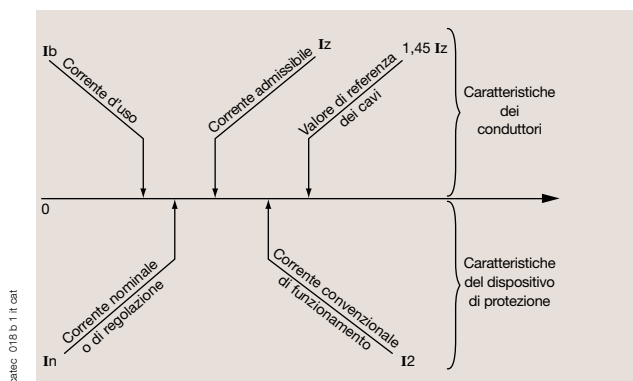 Ib
Corrente d'uso
Corrente admissibile
Iz
Valore di referenza
dei cavi
1,45 Iz
Caratteristiche
dei
conduttori
0
In
Corrente nominale
o di regolazione
Corrente convenzionale
di funzionamento
I2
Caratteristiche
del dispositivo
di protezione
catec 018 b 1 it cat